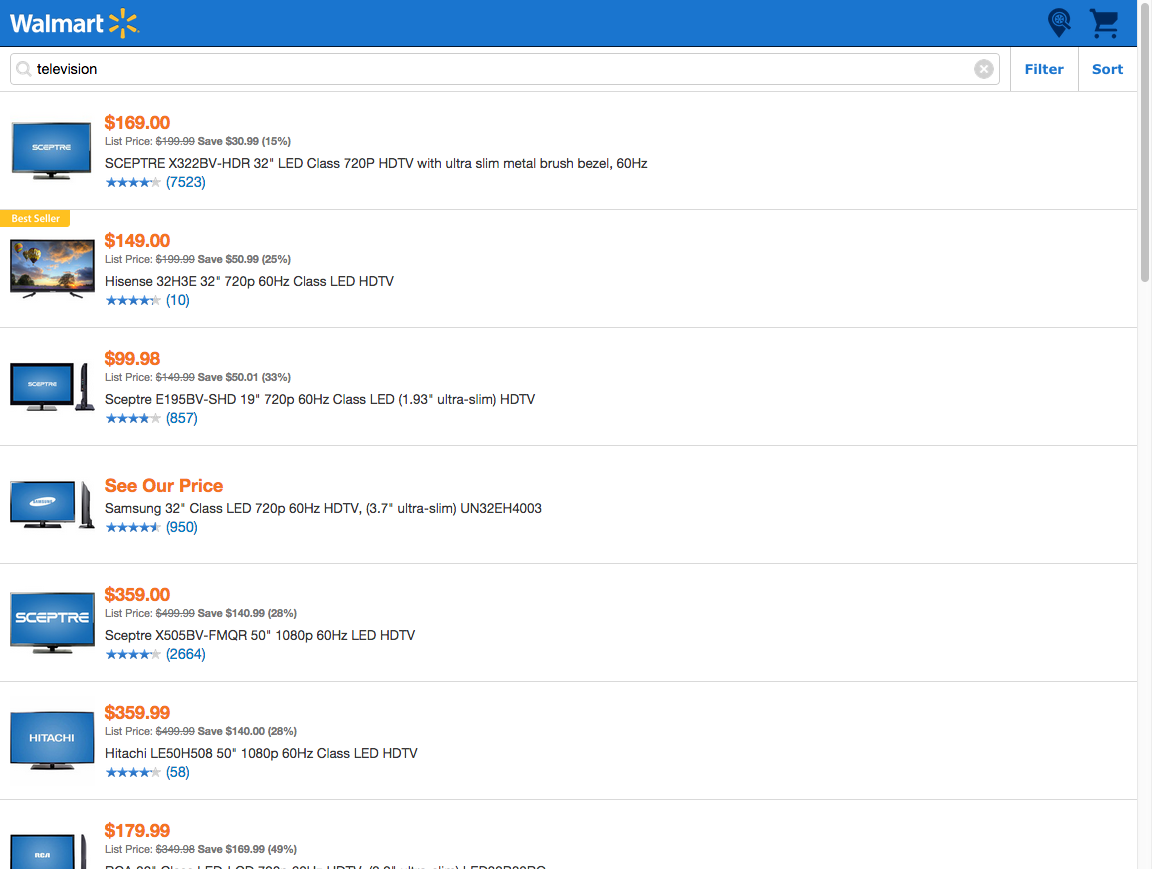 Walmart
television
Filter
Sort
SCEPTRE
$169.00
List Price: $199.99 Save $30.99 (15%)
SCEPTRE X322BV-HDR 32" LED Class 720P HDTV with ultra slim metal brush bezel, 60Hz
(7523)
Best Seller
$149.00
List Price: $199.99 Save $50.99 (25%)
Hisense 32H3E 32" 720p 60Hz Class LED HDTV
(10)
SCEPTRE
$99.98
List Price: $149.99 Save $50.01 (33%)
Sceptre E195BV-SHD 19" 720p 60Hz Class LED (1.93" ultra-slim) HDTV
(857)
SAMSUNG
See Our Price
Samsung 32" Class LED 720p 60Hz HDTV, (3.7" ultra-slim) UN32EH4003
(950)
SCEPTRE
$359.00
List Price: $499.99 Save $140.99 (28%)
Sceptre X505BV-FMQR 50" 1080p 60Hz LED HDTV
(2664)
HITACHI
$359.99
List Price: $499.99 Save $140.00 (28%)
Hitachi LE50H508 50" 1080p 60Hz Class LED HDTV
(58)
RCA
$179.99
List Price: $349.98 Save $169.99 (49%)